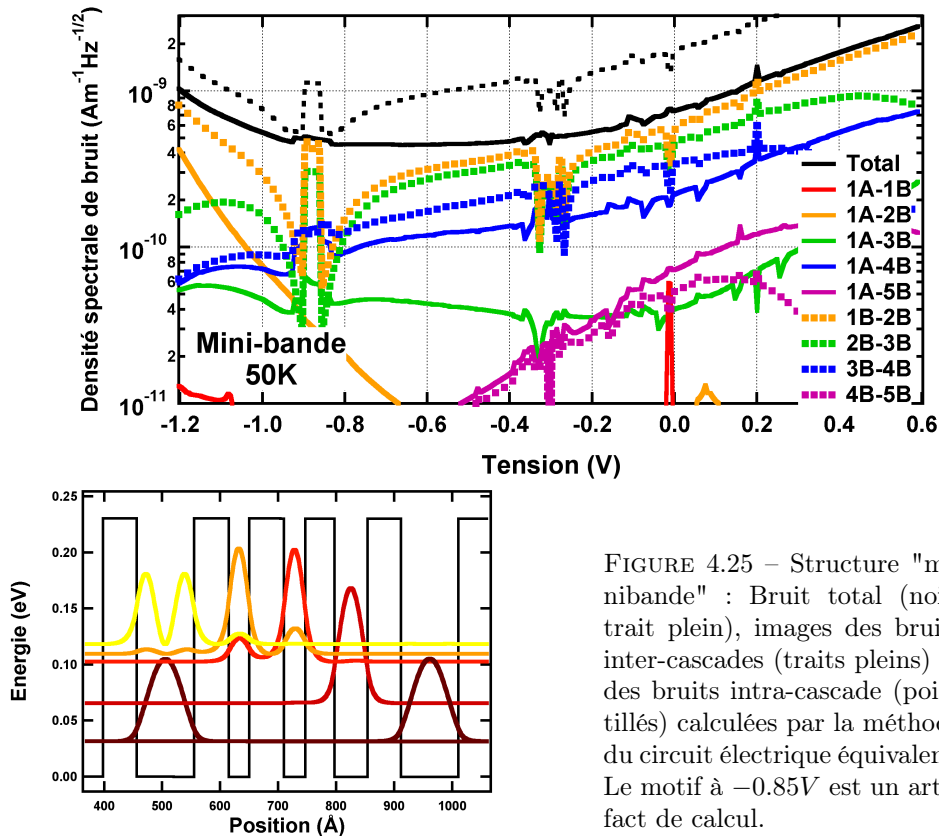 Densité spectrale de bruit (Am⁻¹Hz⁻¹/²)
2
10⁻⁹
8
6
4
2
10⁻¹⁰
8
6
4
2
10⁻¹¹
-1.2 -1.0 -0.8 -0.6 -0.4 -0.2 0.0 0.2 0.4 0.6
Tension (V)
Mini-bande
50K
Total
1A-1B
1A-2B
1A-3B
1A-4B
1A-5B
1B-2B
2B-3B
3B-4B
4B-5B
Energie (eV)
0.25
0.20
0.15
0.10
0.05
0.00
400 500 600 700 800 900 1000
Position (Å)
FIGURE 4.25 – Structure "m
nibande" : Bruit total (noi
trait plein), images des brui
inter-cascades (traits pleins)
des bruits intra-cascade (poi
tillés) calculées par la méthod
du circuit électrique équivalen
Le motif à −0.85V est un art
fact de calcul.